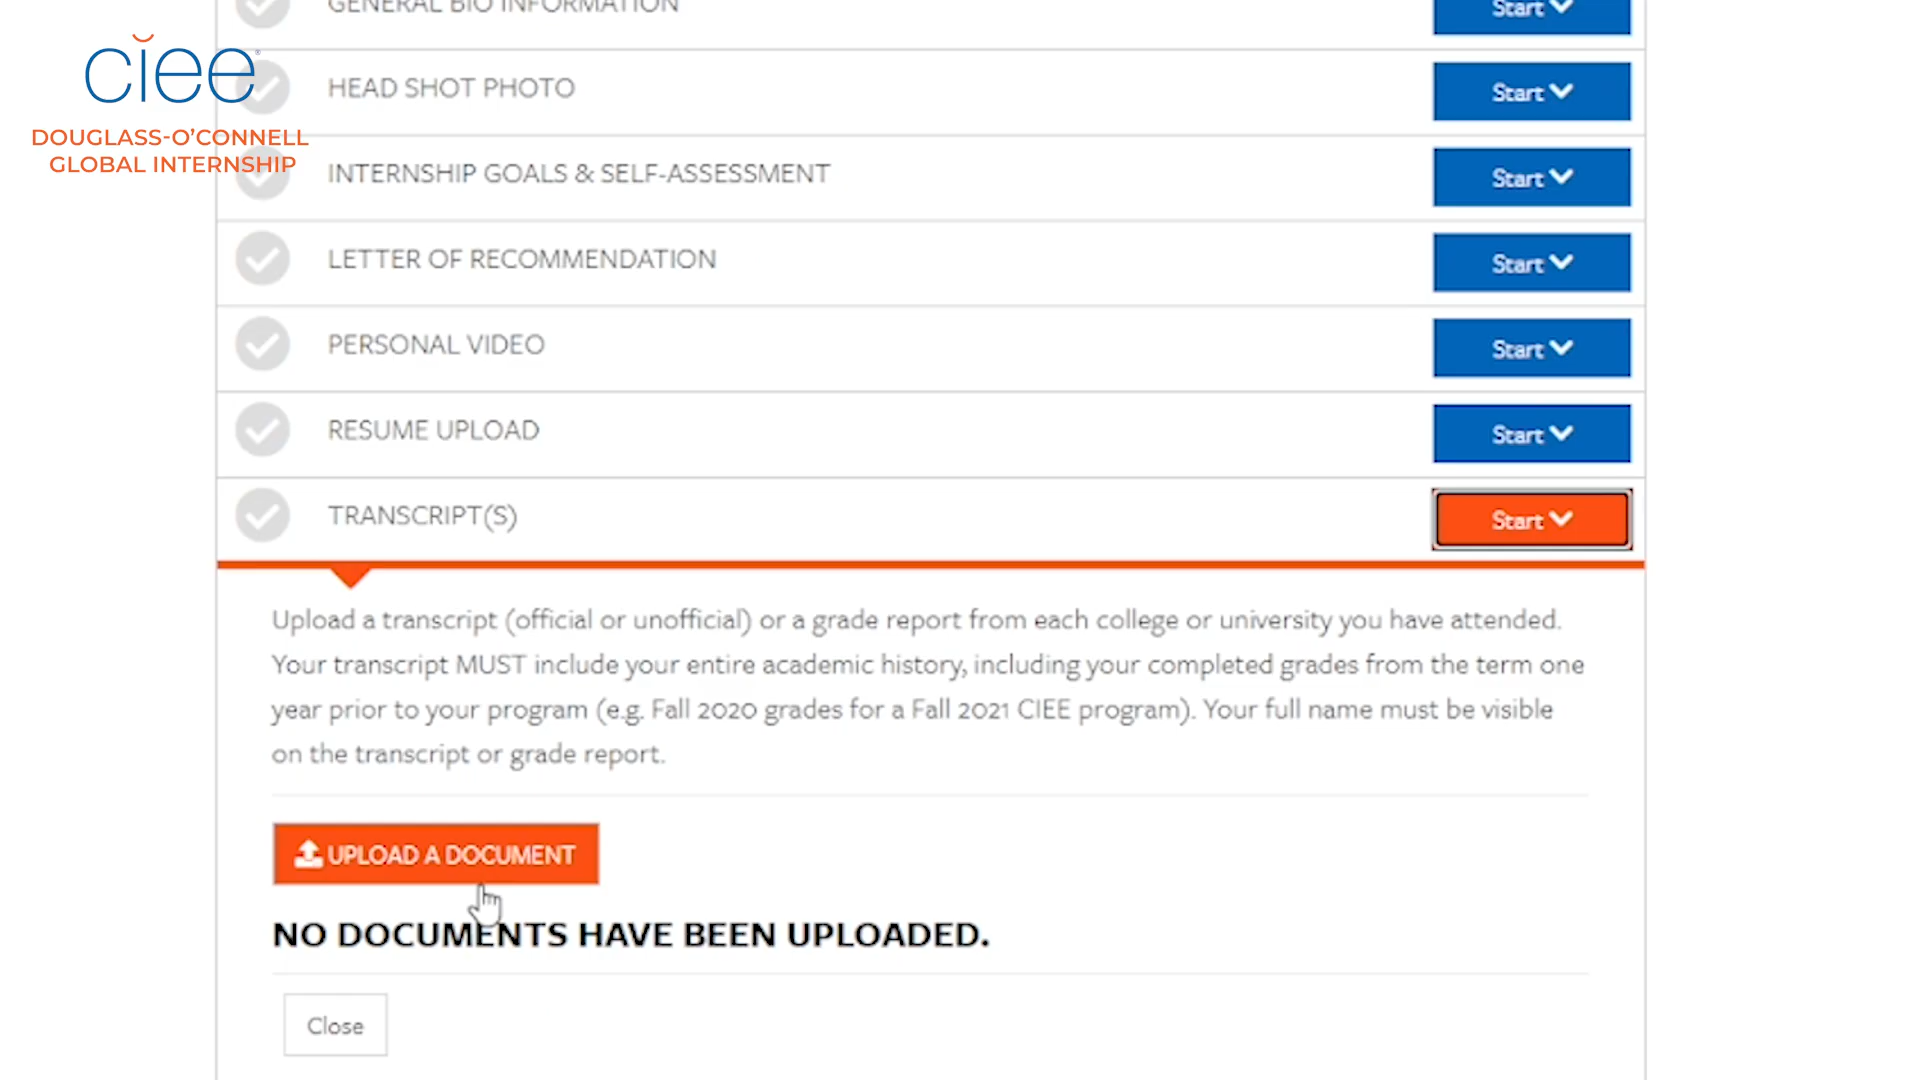 GENERAL BIO INFORMATION
Start
ciee
DOUGLASS-O'CONNELL
GLOBAL INTERNSHIP
HEAD SHOT PHOTO
Start
INTERNSHIP GOALS & SELF-ASSESSMENT
Start
LETTER OF RECOMMENDATION
Start
PERSONAL VIDEO
Start
RESUME UPLOAD
Start
TRANSCRIPT(S)
Start
Upload a transcript (official or unofficial) or a grade report from each college or university you have attended.
Your transcript MUST include your entire academic history, including your completed grades from the term one
year prior to your program (e.g. Fall 2020 grades for a Fall 2021 CIEE program). Your full name must be visible
on the transcript or grade report.
UPLOAD A DOCUMENT
NO DOCUMENTS HAVE BEEN UPLOADED.
Close